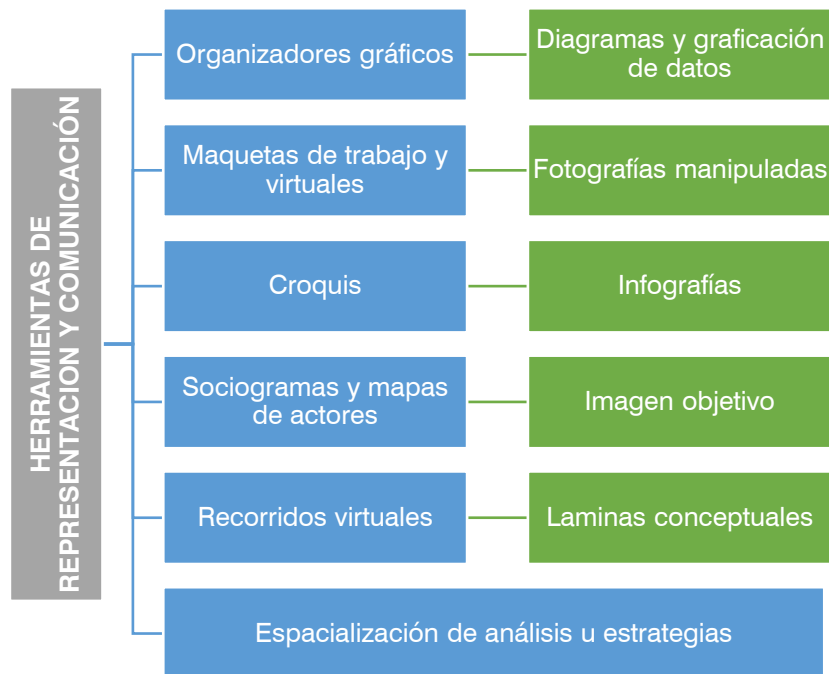 HERRAMIENTAS DE
REPRESENTACION Y COMUNICACIÓN
Organizadores gráficos
Diagramas y graficación
de datos
Maquetas de trabajo y
virtuales
Fotografías manipuladas
Croquis
Infografías
Sociogramas y mapas
de actores
Imagen objetivo
Recorridos virtuales
Laminas conceptuales
Espacialización de análisis u estrategias